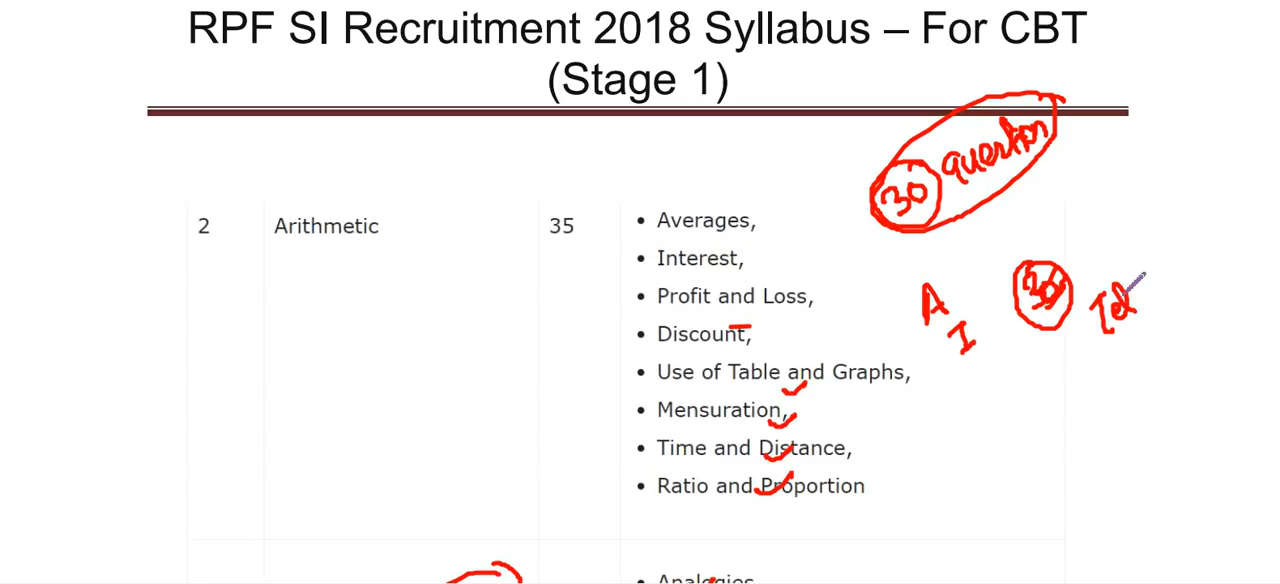 RPF SI Recruitment 2018 Syllabus – For CBT
(Stage 1)
30 question
2 Arithmetic 35
• Averages,
• Interest,
• Profit and Loss,
• Discount,
• Use of Table and Graphs,
• Mensuration,
• Time and Distance,
• Ratio and Proportion
A
I
• Analogies